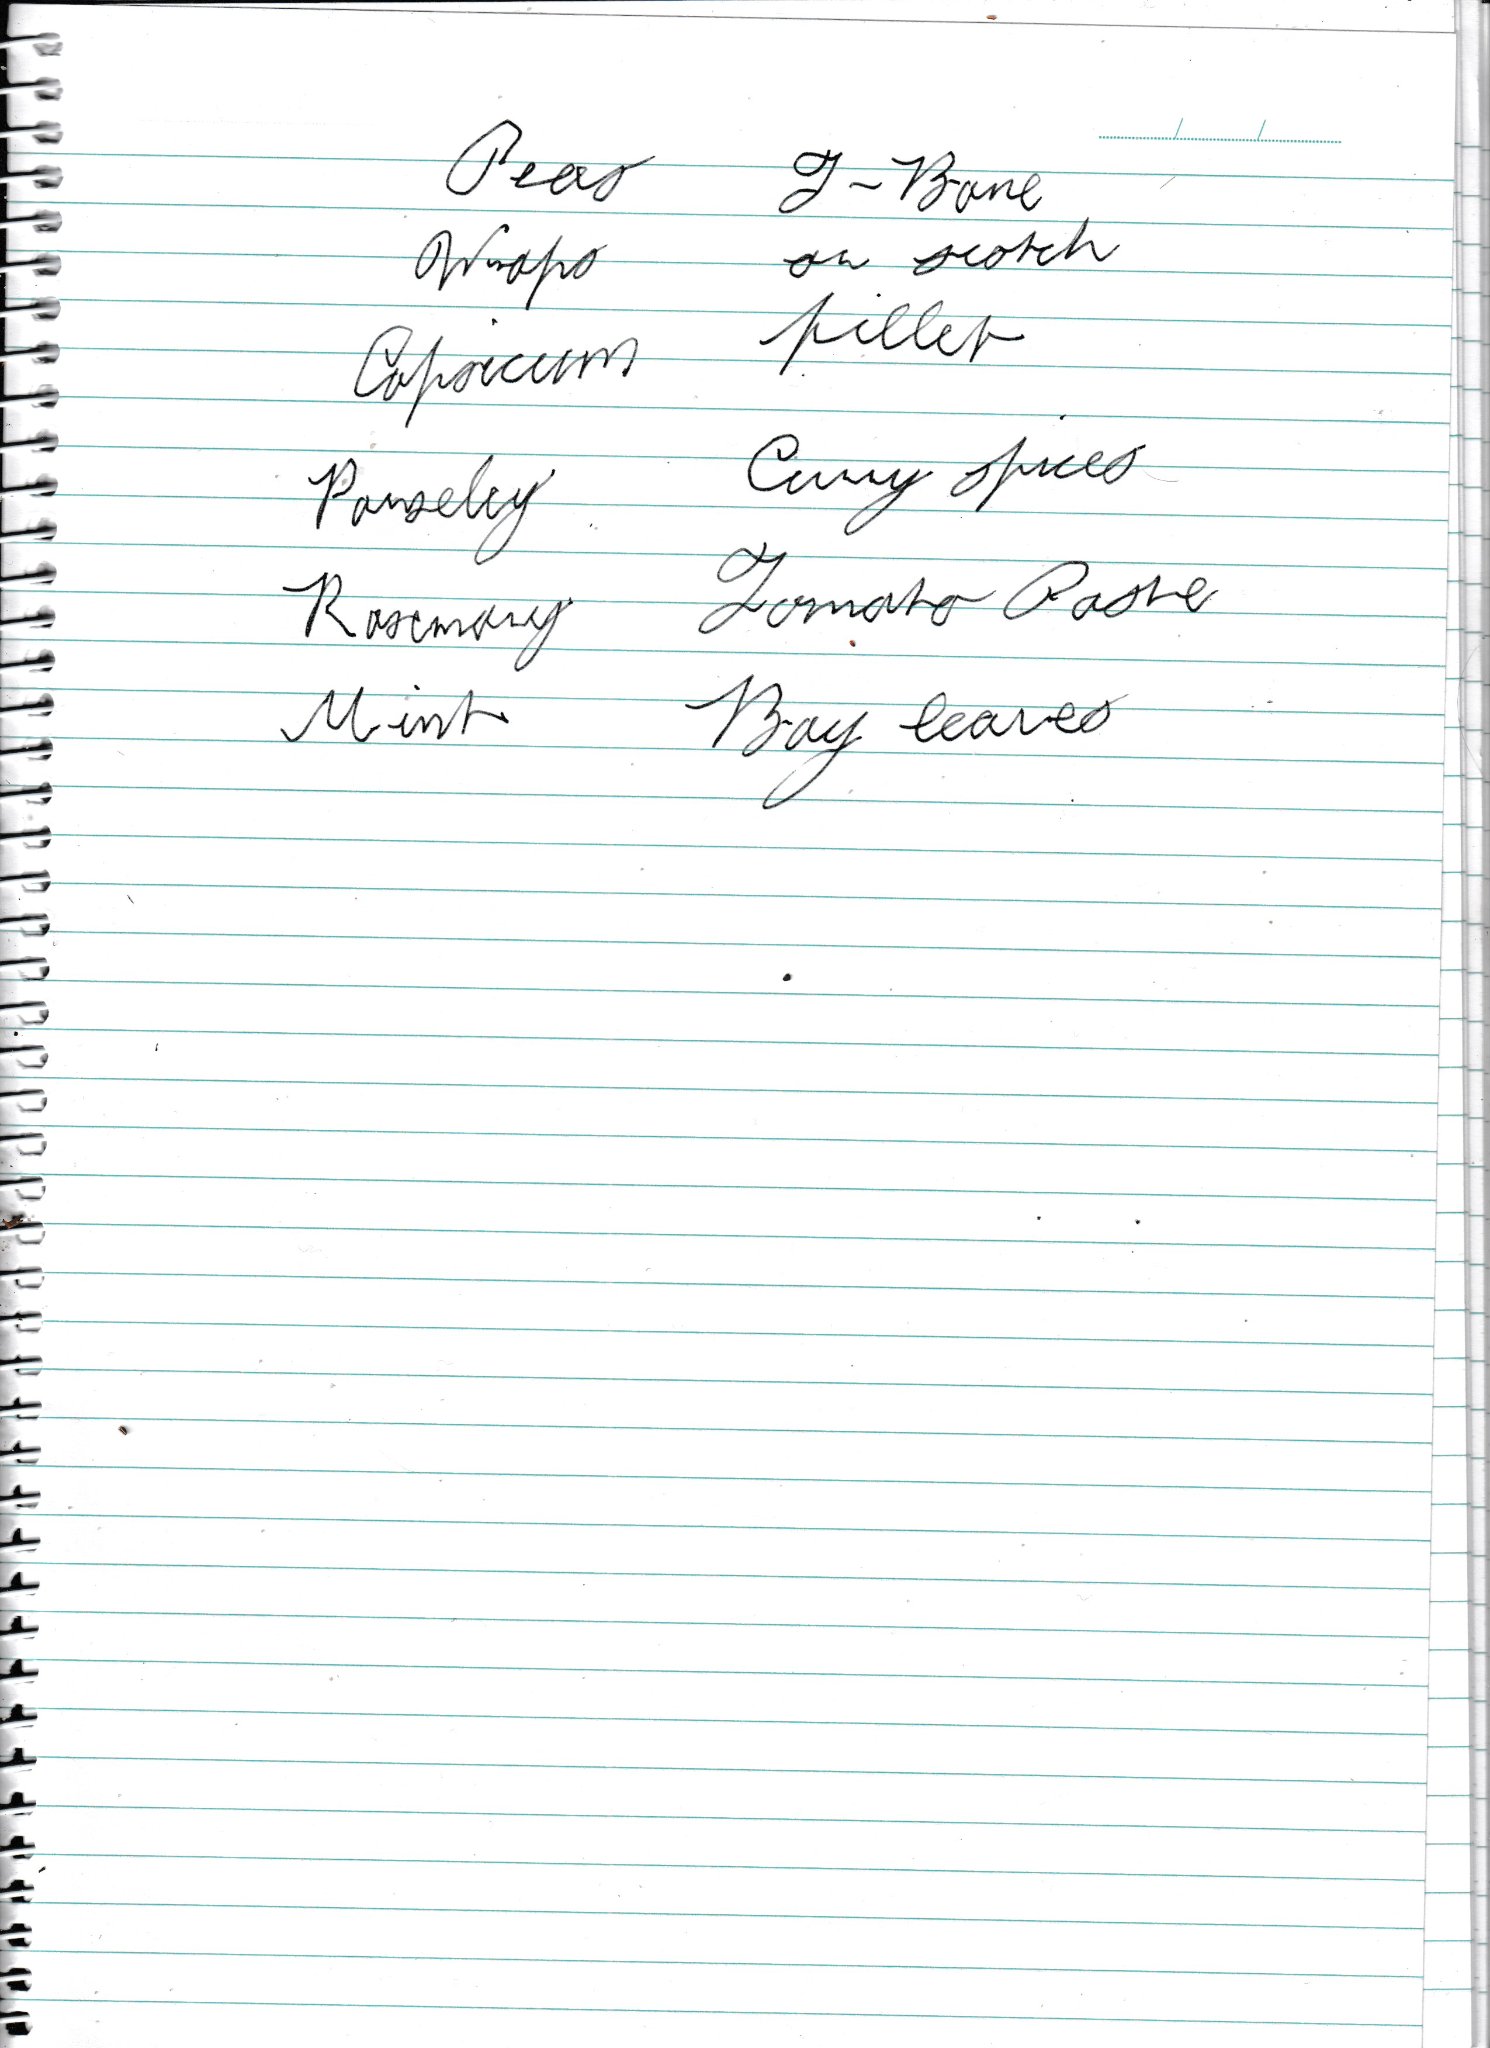 Peas
Wraps
Capsicum
Parseley
Rosemary
Mint
T-Bone
or scotch
fillet
Curry spices
Tomato Paste
Bay leaves